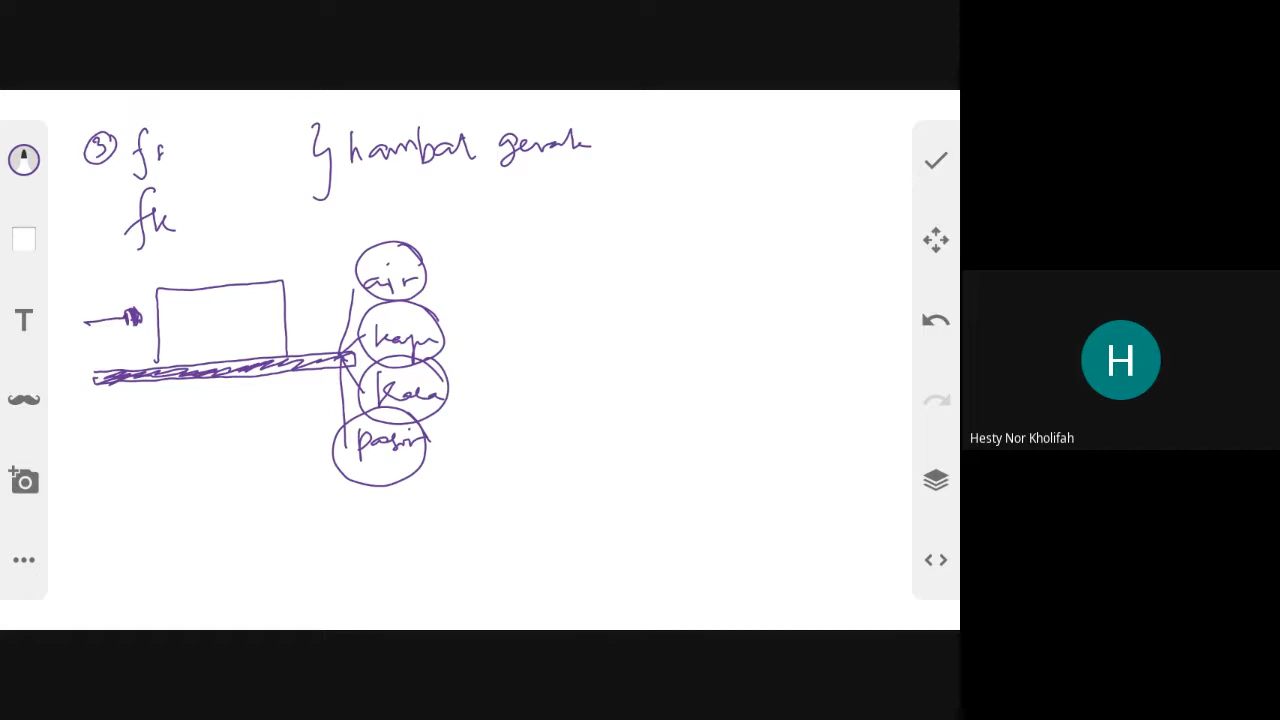 ③ fs } hambat gerak
fk
air
kayu
kaca
pasir
T
H
Hesty Nor Kholifah